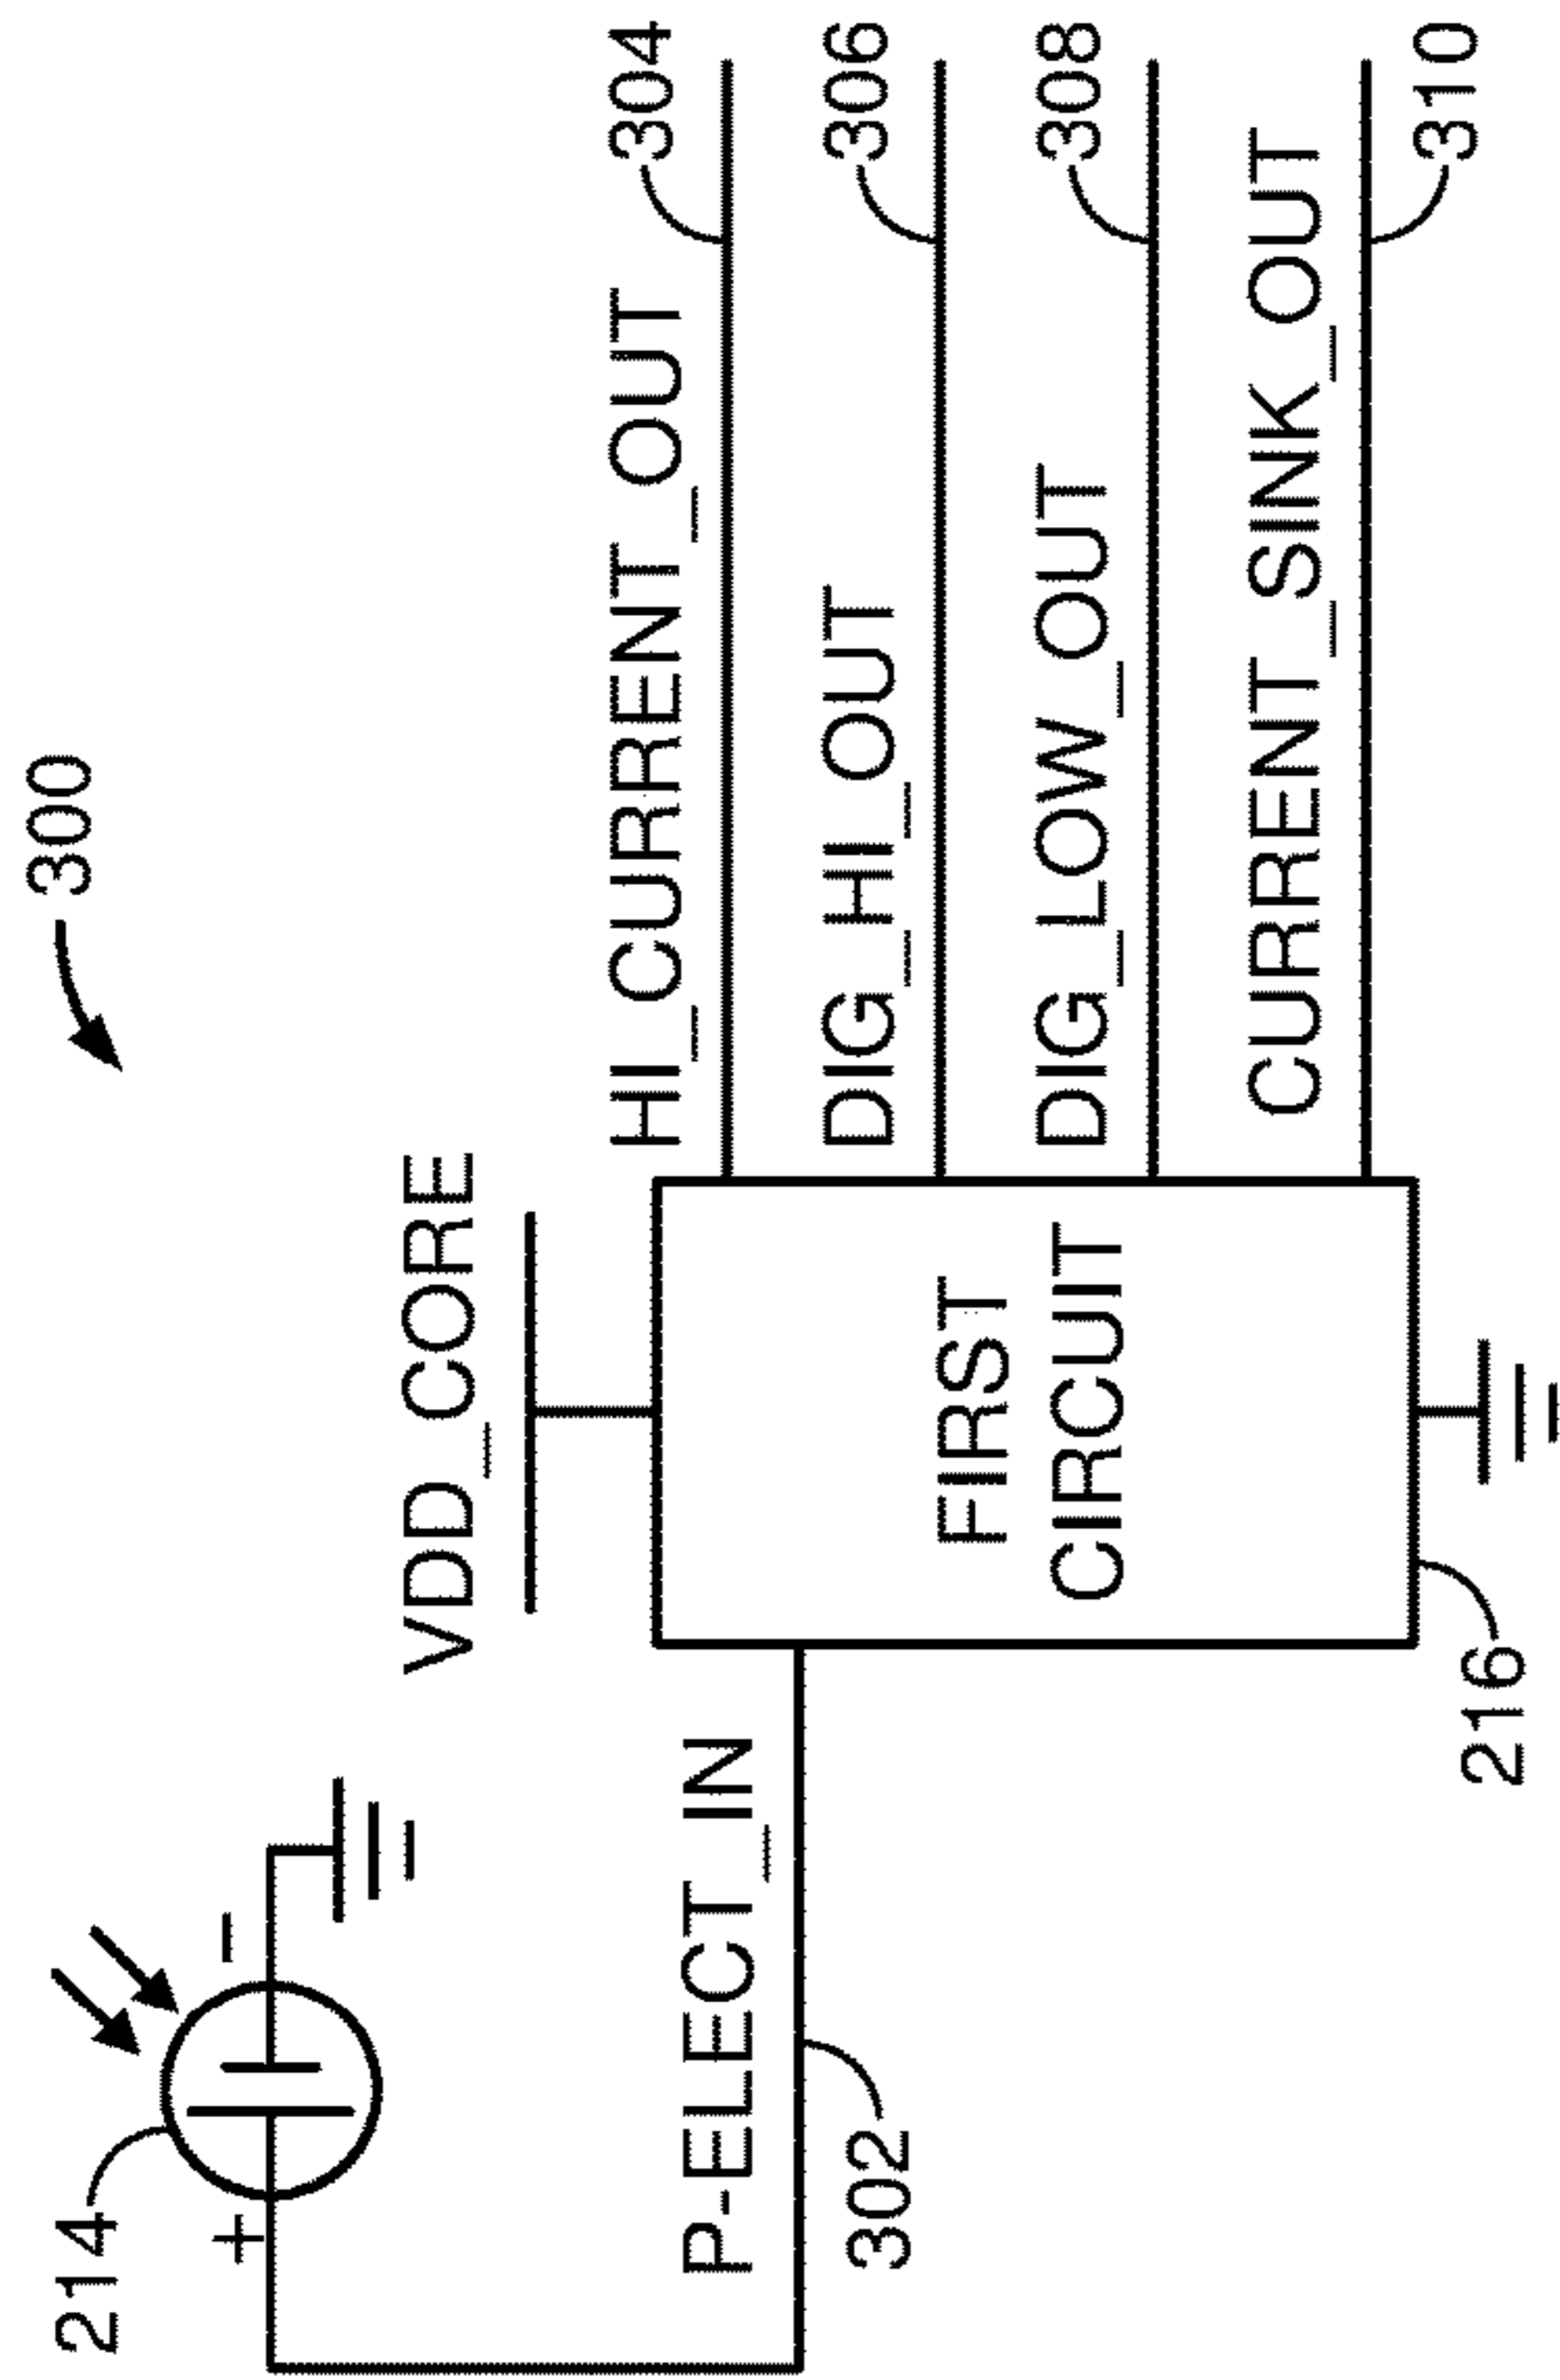 300
214
+
−
VDD_CORE
HI_CURRENT_OUT
304
P-ELECT_IN
302
FIRST
CIRCUIT
DIG_HI_OUT
306
DIG_LOW_OUT
308
CURRENT_SINK_OUT
310
216